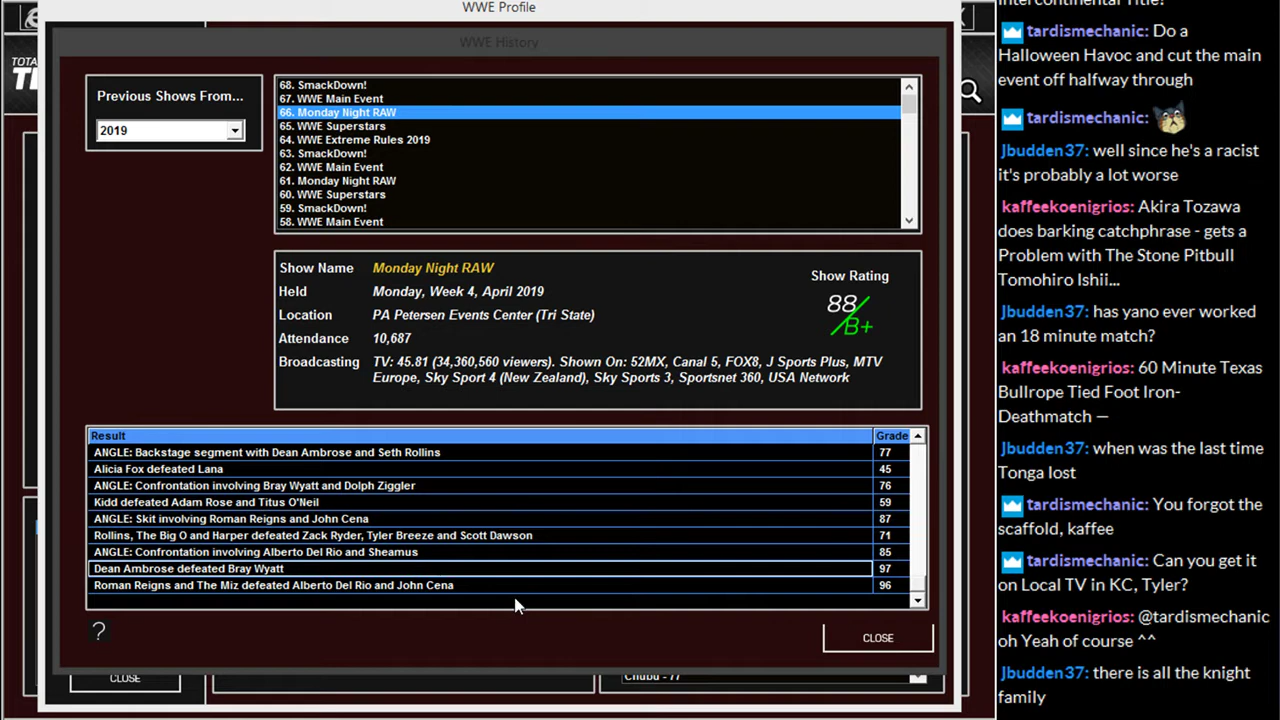 WWE Profile
WWE History
TOTA
Previous Shows From...
2019
68. SmackDown!
67. WWE Main Event
66. Monday Night RAW
65. WWE Superstars
64. WWE Extreme Rules 2019
63. SmackDown!
62. WWE Main Event
61. Monday Night RAW
60. WWE Superstars
59. SmackDown!
58. WWE Main Event
Show Name Monday Night RAW
Held Monday, Week 4, April 2019
Location PA Petersen Events Center (Tri State)
Attendance 10,687
Broadcasting TV: 45.81 (34,360,560 viewers). Shown On: 52MX, Canal 5, FOX8, J Sports Plus, MTV
Europe, Sky Sport 4 (New Zealand), Sky Sports 3, Sportsnet 360, USA Network
Show Rating
88
B+
Result Grade
ANGLE: Backstage segment with Dean Ambrose and Seth Rollins 77
Alicia Fox defeated Lana 45
ANGLE: Confrontation involving Bray Wyatt and Dolph Ziggler 76
Kidd defeated Adam Rose and Titus O'Neil 59
ANGLE: Skit involving Roman Reigns and John Cena 87
Rollins, The Big O and Harper defeated Zack Ryder, Tyler Breeze and Scott Dawson 71
ANGLE: Confrontation involving Alberto Del Rio and Sheamus 85
Dean Ambrose defeated Bray Wyatt 97
Roman Reigns and The Miz defeated Alberto Del Rio and John Cena 96
?
CLOSE
CLOSE
Chubu - 77
Intercontinental Title?
tardismechanic: Do a
Halloween Havoc and cut the main
event off halfway through
tardismechanic:
Jbudden37: well since he's a racist
it's probably a lot worse
kaffeekoenigrios: Akira Tozawa
does barking catchphrase - gets a
Problem with The Stone Pitbull
Tomohiro Ishii...
Jbudden37: has yano ever worked
an 18 minute match?
kaffeekoenigrios: 60 Minute Texas
Bullrope Tied Foot Iron-
Deathmatch —
Jbudden37: when was the last time
Tonga lost
tardismechanic: You forgot the
scaffold, kaffee
tardismechanic: Can you get it
on Local TV in KC, Tyler?
kaffeekoenigrios: @tardismechanic
oh Yeah of course ^^
Jbudden37: there is all the knight
family